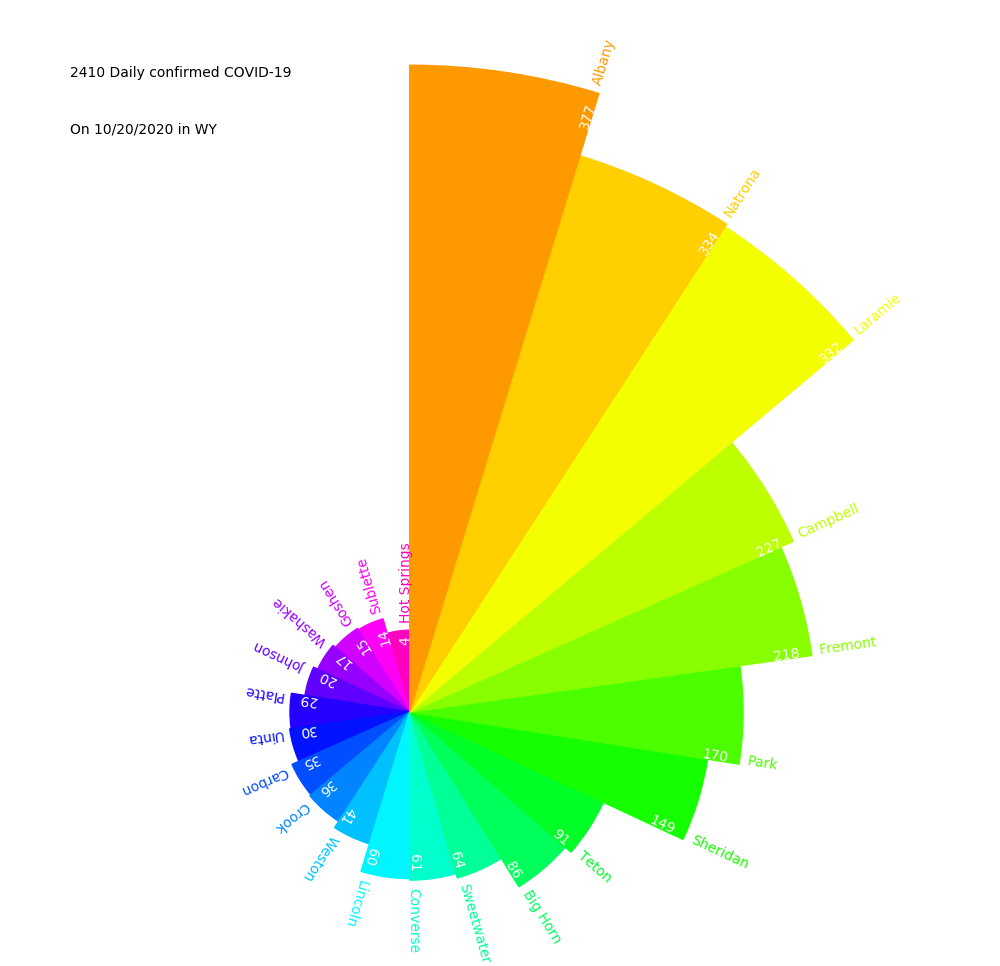 2410 Daily confirmed COVID-19
On 10/20/2020 in WY
Albany
377
Natrona
334
Laramie
332
Campbell
227
Fremont
218
Park
170
Sheridan
149
Teton
91
Big Horn
86
Sweetwater
64
Converse
61
Lincoln
60
Weston
41
Crook
36
Carbon
35
Uinta
30
Platte
29
Johnson
20
Washakie
17
Goshen
15
Sublette
14
Hot Springs
4